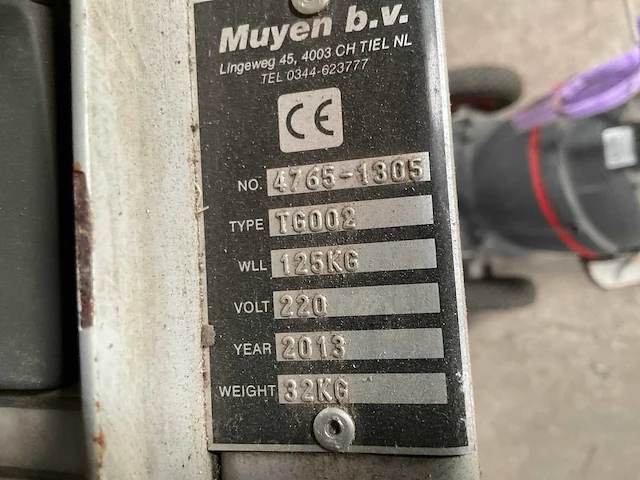 Muyen b.v.
Lingeweg 45, 4003 CH TIEL NL
TEL 0344-623777
CE
NO. 4765-1305
TYPE TG002
WLL 125KG
VOLT 220
YEAR 2013
WEIGHT 32KG